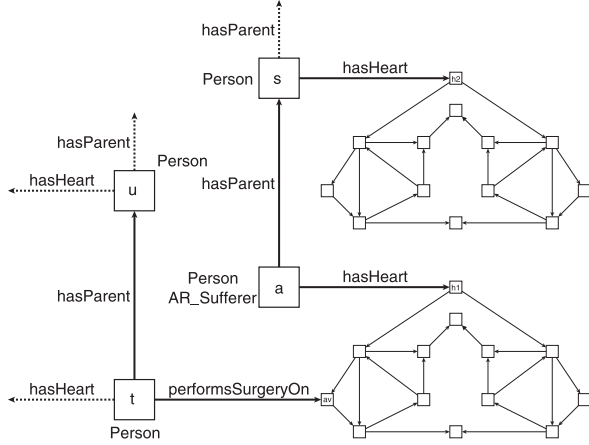 hasParent
Person
s
hasHeart
h2
hasParent
Person
hasHeart
u
hasParent
Person
AR_Sufferer
a
hasHeart
h1
hasParent
hasHeart
t
performsSurgeryOn
av
Person